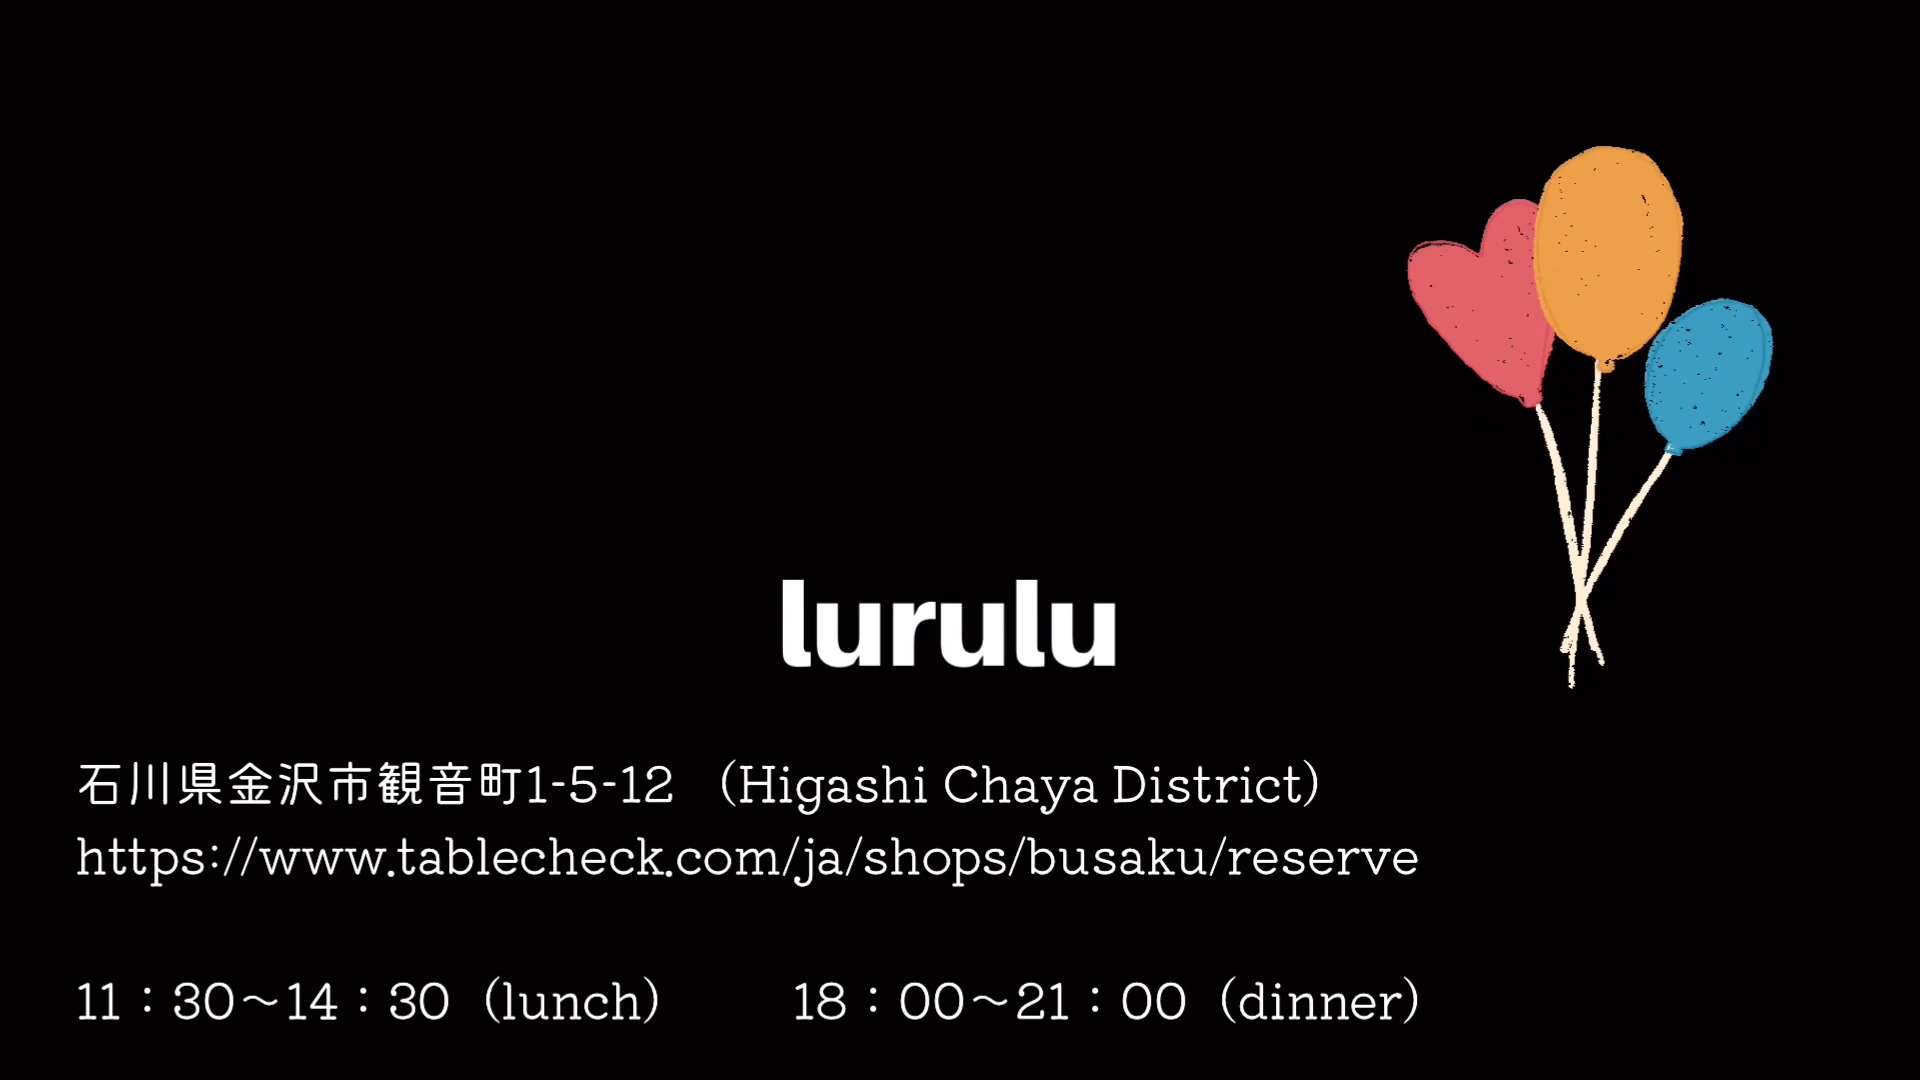 lurulu
石川県金沢市観音町1-5-12 （Higashi Chaya District）
https://www.tablecheck.com/ja/shops/busaku/reserve
11：30～14：30（lunch） 18：00～21：00（dinner）